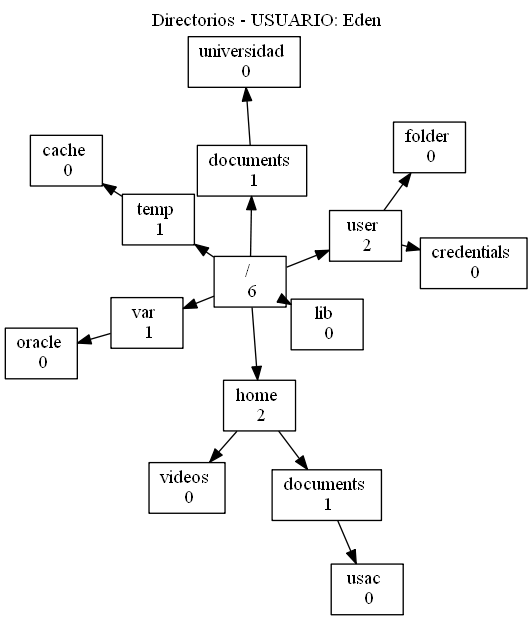 Directorios - USUARIO: Eden
universidad
0
cache
0
documents
1
folder
0
temp
1
user
2
credentials
0
/
6
var
1
lib
0
oracle
0
home
2
videos
0
documents
1
usac
0